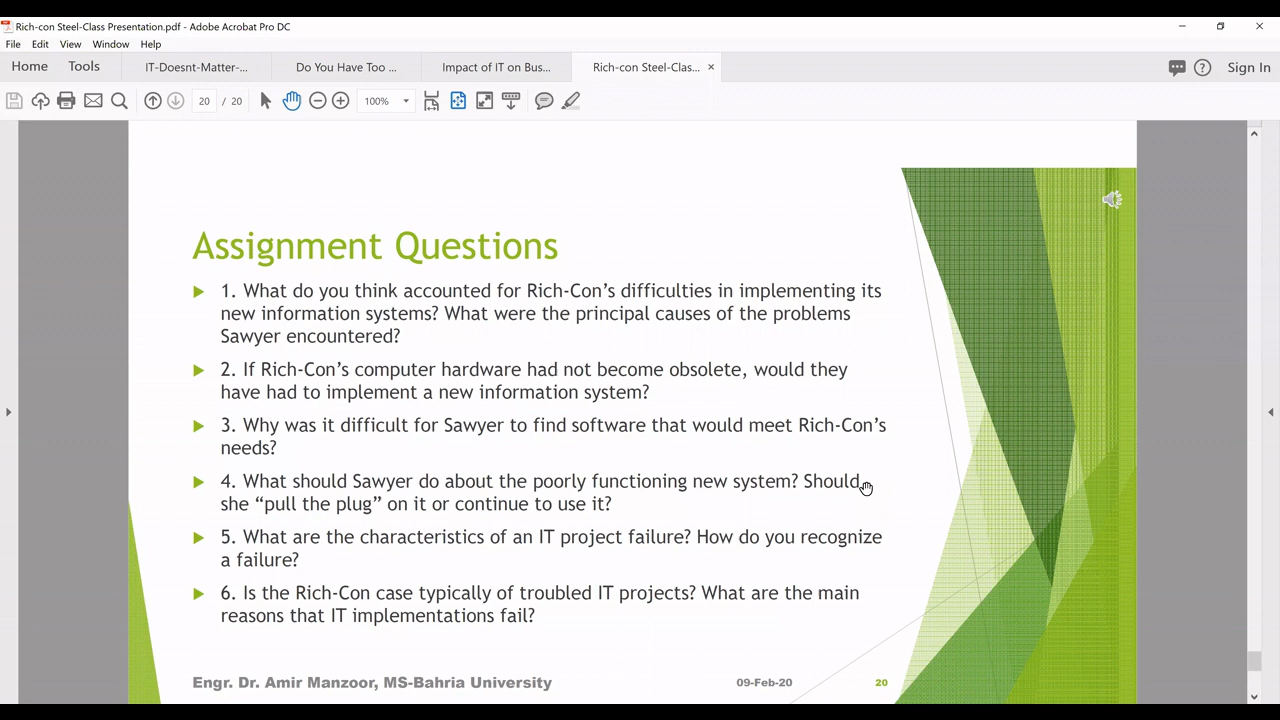 Rich-con Steel-Class Presentation.pdf - Adobe Acrobat Pro DC
File Edit View Window Help
Home Tools IT-Doesnt-Matter-... Do You Have Too ... Impact of IT on Bus... Rich-con Steel-Clas... Sign In
20 / 20 100%
Assignment Questions
1. What do you think accounted for Rich-Con’s difficulties in implementing its
new information systems? What were the principal causes of the problems
Sawyer encountered?
2. If Rich-Con’s computer hardware had not become obsolete, would they
have had to implement a new information system?
3. Why was it difficult for Sawyer to find software that would meet Rich-Con’s
needs?
4. What should Sawyer do about the poorly functioning new system? Should
she “pull the plug” on it or continue to use it?
5. What are the characteristics of an IT project failure? How do you recognize
a failure?
6. Is the Rich-Con case typically of troubled IT projects? What are the main
reasons that IT implementations fail?
Engr. Dr. Amir Manzoor, MS-Bahria University 09-Feb-20 20